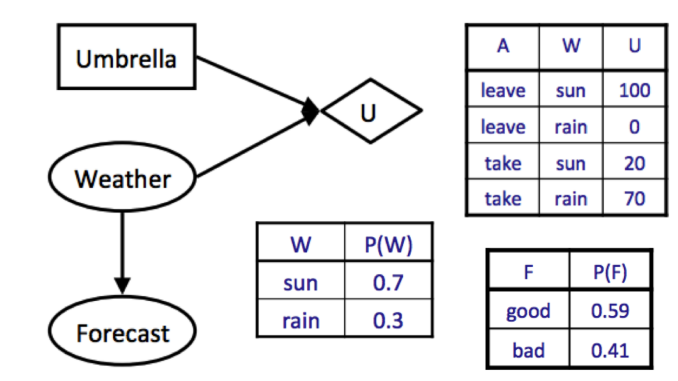 Umbrella
U
Weather
Forecast
A W U
leave sun 100
leave rain 0
take sun 20
take rain 70
W P(W)
sun 0.7
rain 0.3
F P(F)
good 0.59
bad 0.41